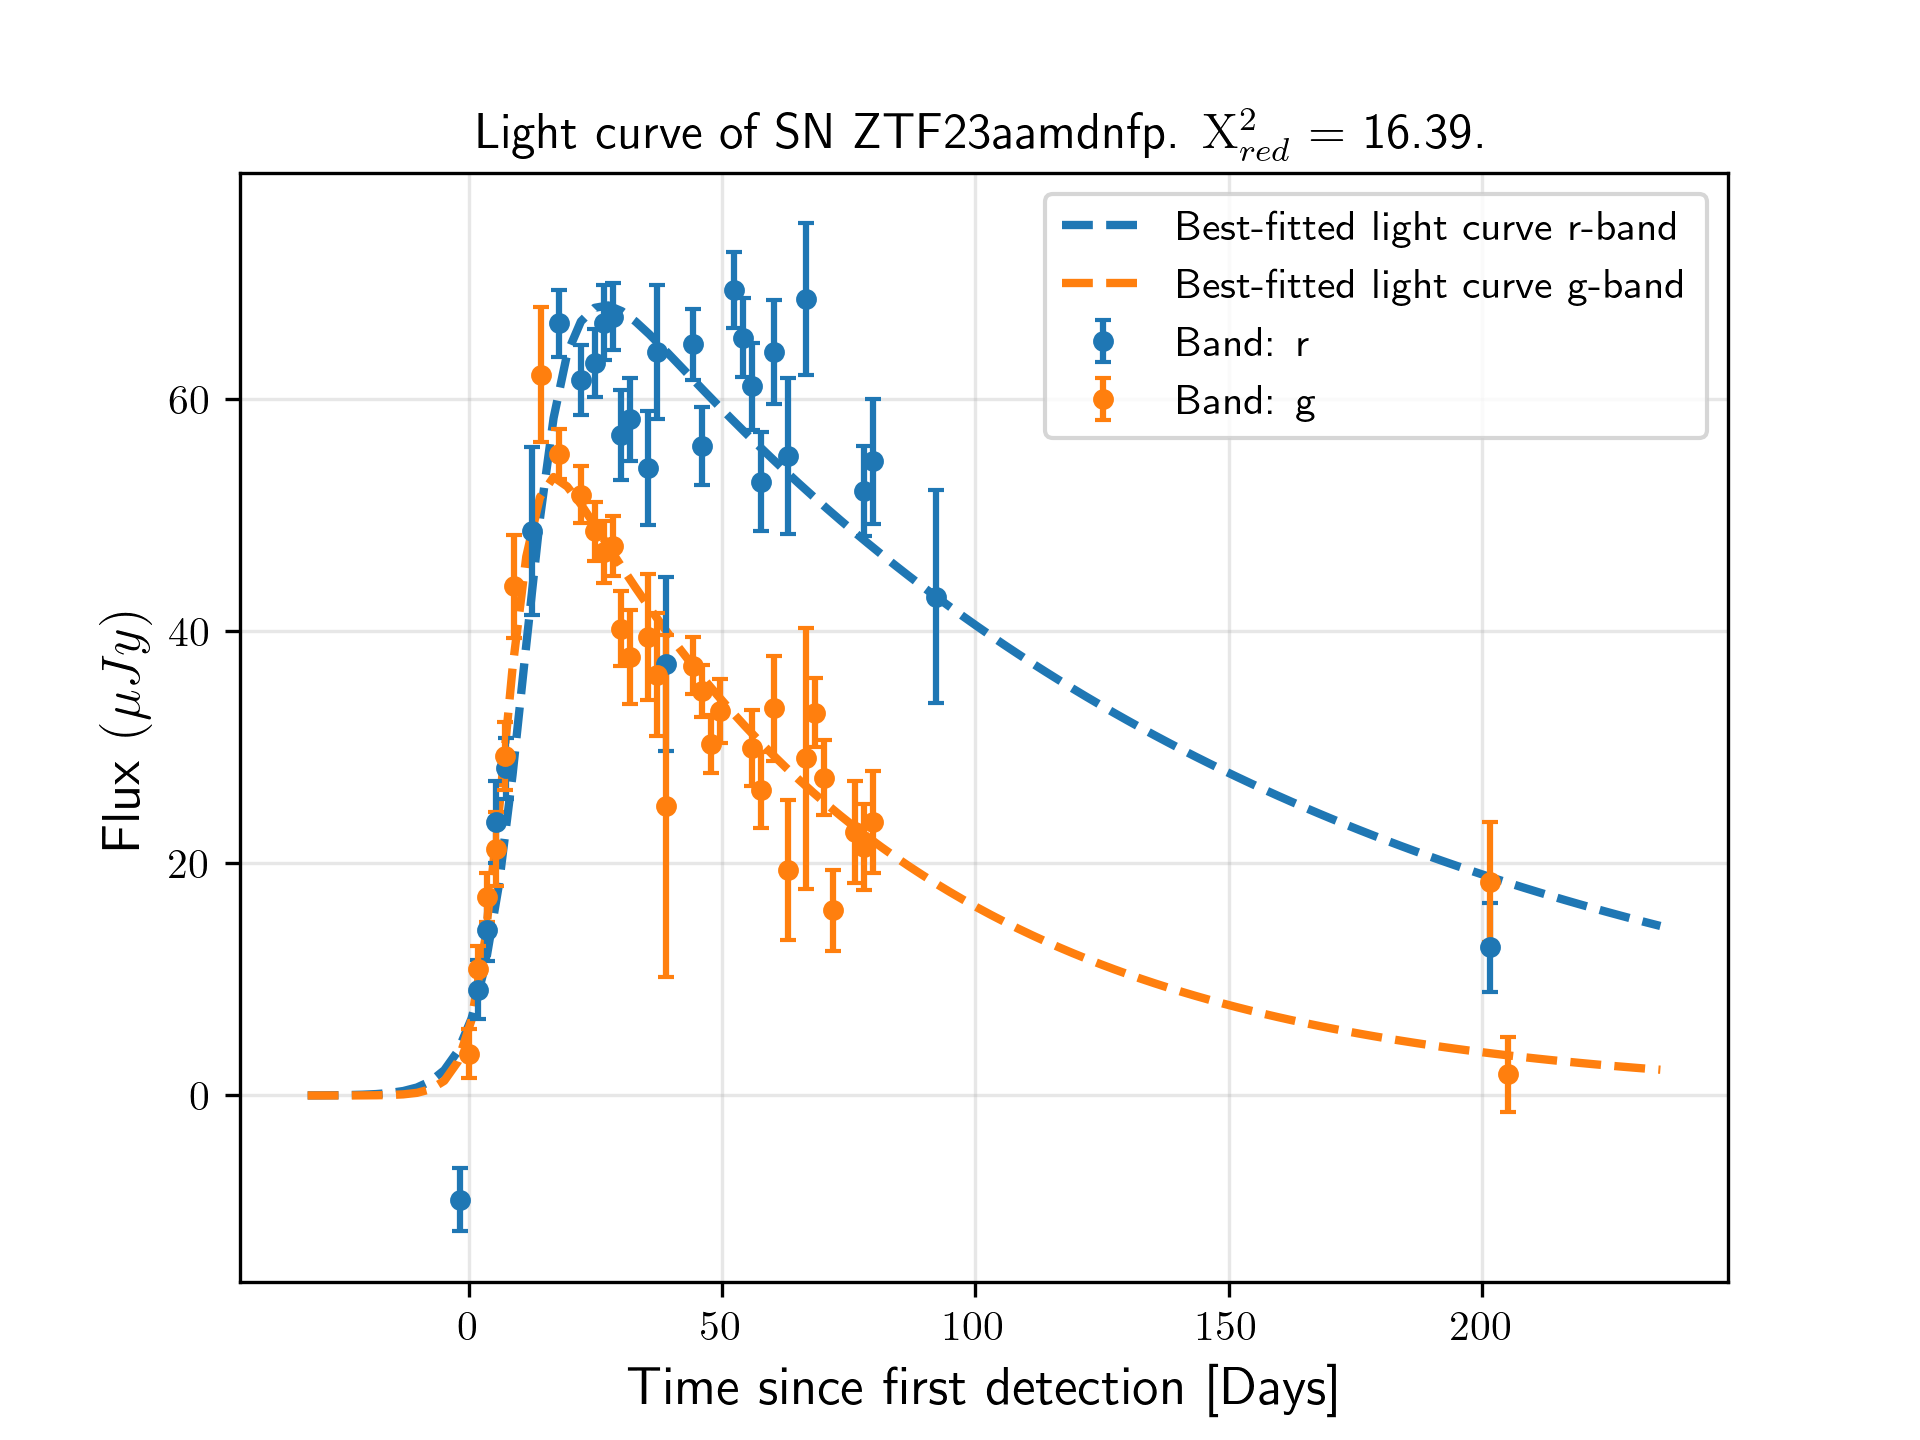 Light curve of SN ZTF23aamdnfp. X²_red = 16.39.
Best-fitted light curve r-band
Best-fitted light curve g-band
Band: r
Band: g
Flux (μJy)
60
40
20
0
0 50 100 150 200
Time since first detection [Days]